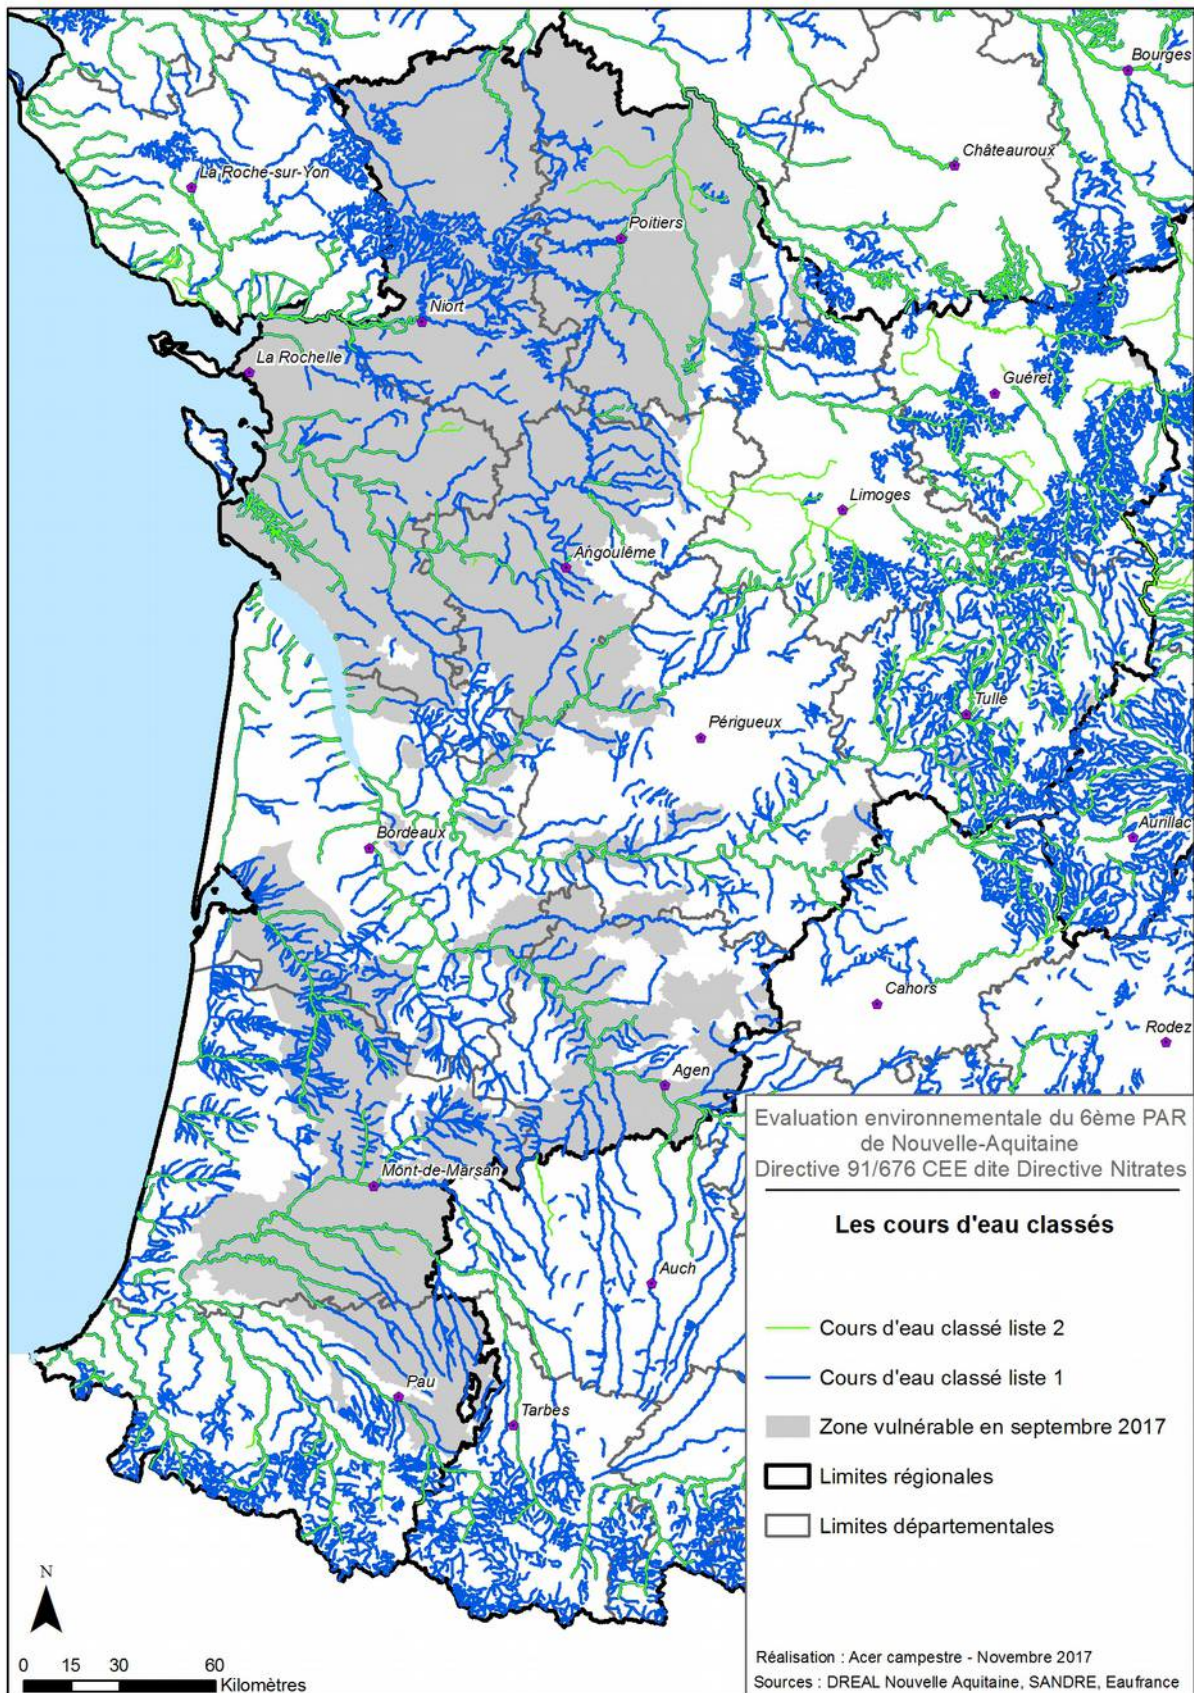 Bourges
Châteauroux
La Roche-sur-Yon
Poitiers
Niort
La Rochelle
Guêret
Limoges
Angoulême
Tulle
Périgueux
Bordeaux
Aurillac
Cahors
Rodez
Agen
Mont-de-Marsan
Auch
Pau
Tarbes
Evaluation environnementale du 6ème PAR
de Nouvelle-Aquitaine
Directive 91/676 CEE dite Directive Nitrates
Les cours d'eau classés
Cours d'eau classé liste 2
Cours d'eau classé liste 1
Zone vulnérable en septembre 2017
Limites régionales
Limites départementales
Réalisation : Acer campestre - Novembre 2017
Sources : DREAL Nouvelle Aquitaine, SANDRE, Eaufrance
N
0 15 30 60
Kilomètres